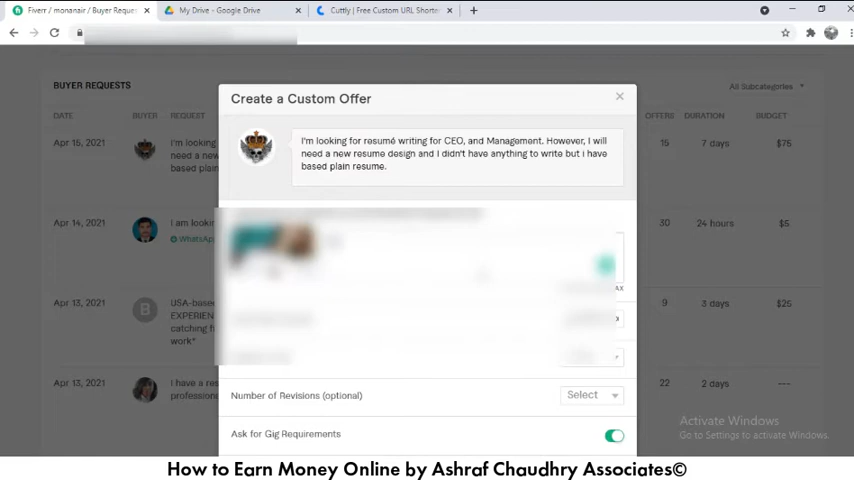 Fiverr / monanair / Buyer Reques
My Drive - Google Drive
Cuttly | Free Custom URL Shorte
BUYER REQUESTS
All Subcategories
DATE BUYER REQUEST OFFERS DURATION BUDGET
Create a Custom Offer
I'm looking for resumé writing for CEO, and Management. However, I will
need a new resume design and I didn't have anything to write but i have
based plain resume.
Apr 15, 2021 I'm looking 15 7 days $75
need a new
based plain
Apr 14, 2021 I am lookin 30 24 hours $5
WhatsAp
Apr 13, 2021 USA-based 9 3 days $25
EXPERIEN
catching fr
work*
Apr 13, 2021 I have a res 22 2 days ---
professiona
AX
Number of Revisions (optional) Select
Ask for Gig Requirements
Activate Windows
Go to Settings to activate Windows.
How to Earn Money Online by Ashraf Chaudhry Associates©